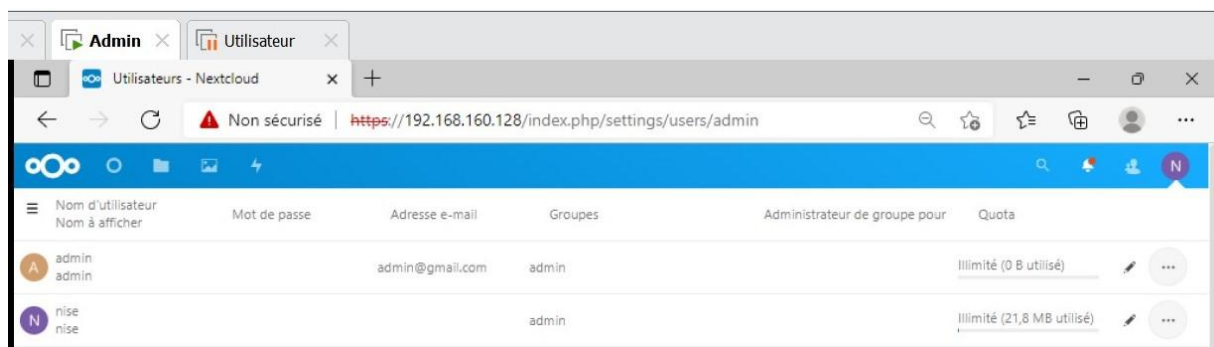 Admin Utilisateur
Utilisateurs - Nextcloud
Non sécurisé | https://192.168.160.128/index.php/settings/users/admin
N
Nom d'utilisateur
Nom à afficher
Mot de passe Adresse e-mail Groupes Administrateur de groupe pour Quota
A
admin
admin
admin@gmail.com admin Illimité (0 B utilisé)
N
nise
nise
admin Illimité (21,8 MB utilisé)